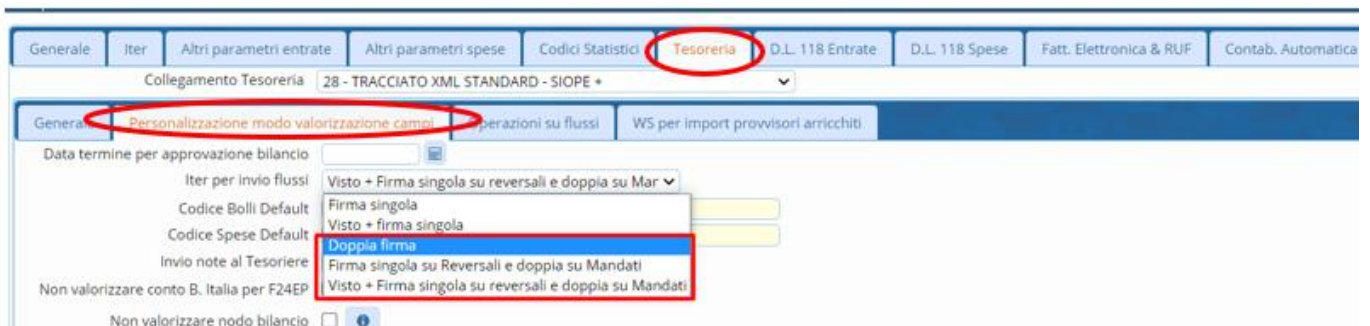 Generale Iter Altri parametri entrate Altri parametri spese Codici Statistici Tesoreria D.L. 118 Entrate D.L. 118 Spese Fatt. Elettronica & RUF Contab. Automatica
Collegamento Tesoreria 28 - TRACCIATO XML STANDARD - SIOPE +
Generale Personalizzazione modo valorizzazione campi Operazioni su flussi WS per import provvisori arricchiti
Data termine per approvazione bilancio
Iter per invio flussi Visto + Firma singola su reversali e doppia su Mar
Codice Bolli Default Firma singola
Visto + firma singola
Codice Spese Default
Doppia firma
Invio note al Tesoriere Firma singola su Reversali e doppia su Mandati
Non valorizzare conto B. Italia per F24EP Visto + Firma singola su reversali e doppia su Mandati
Non valorizzare nodo bilancio